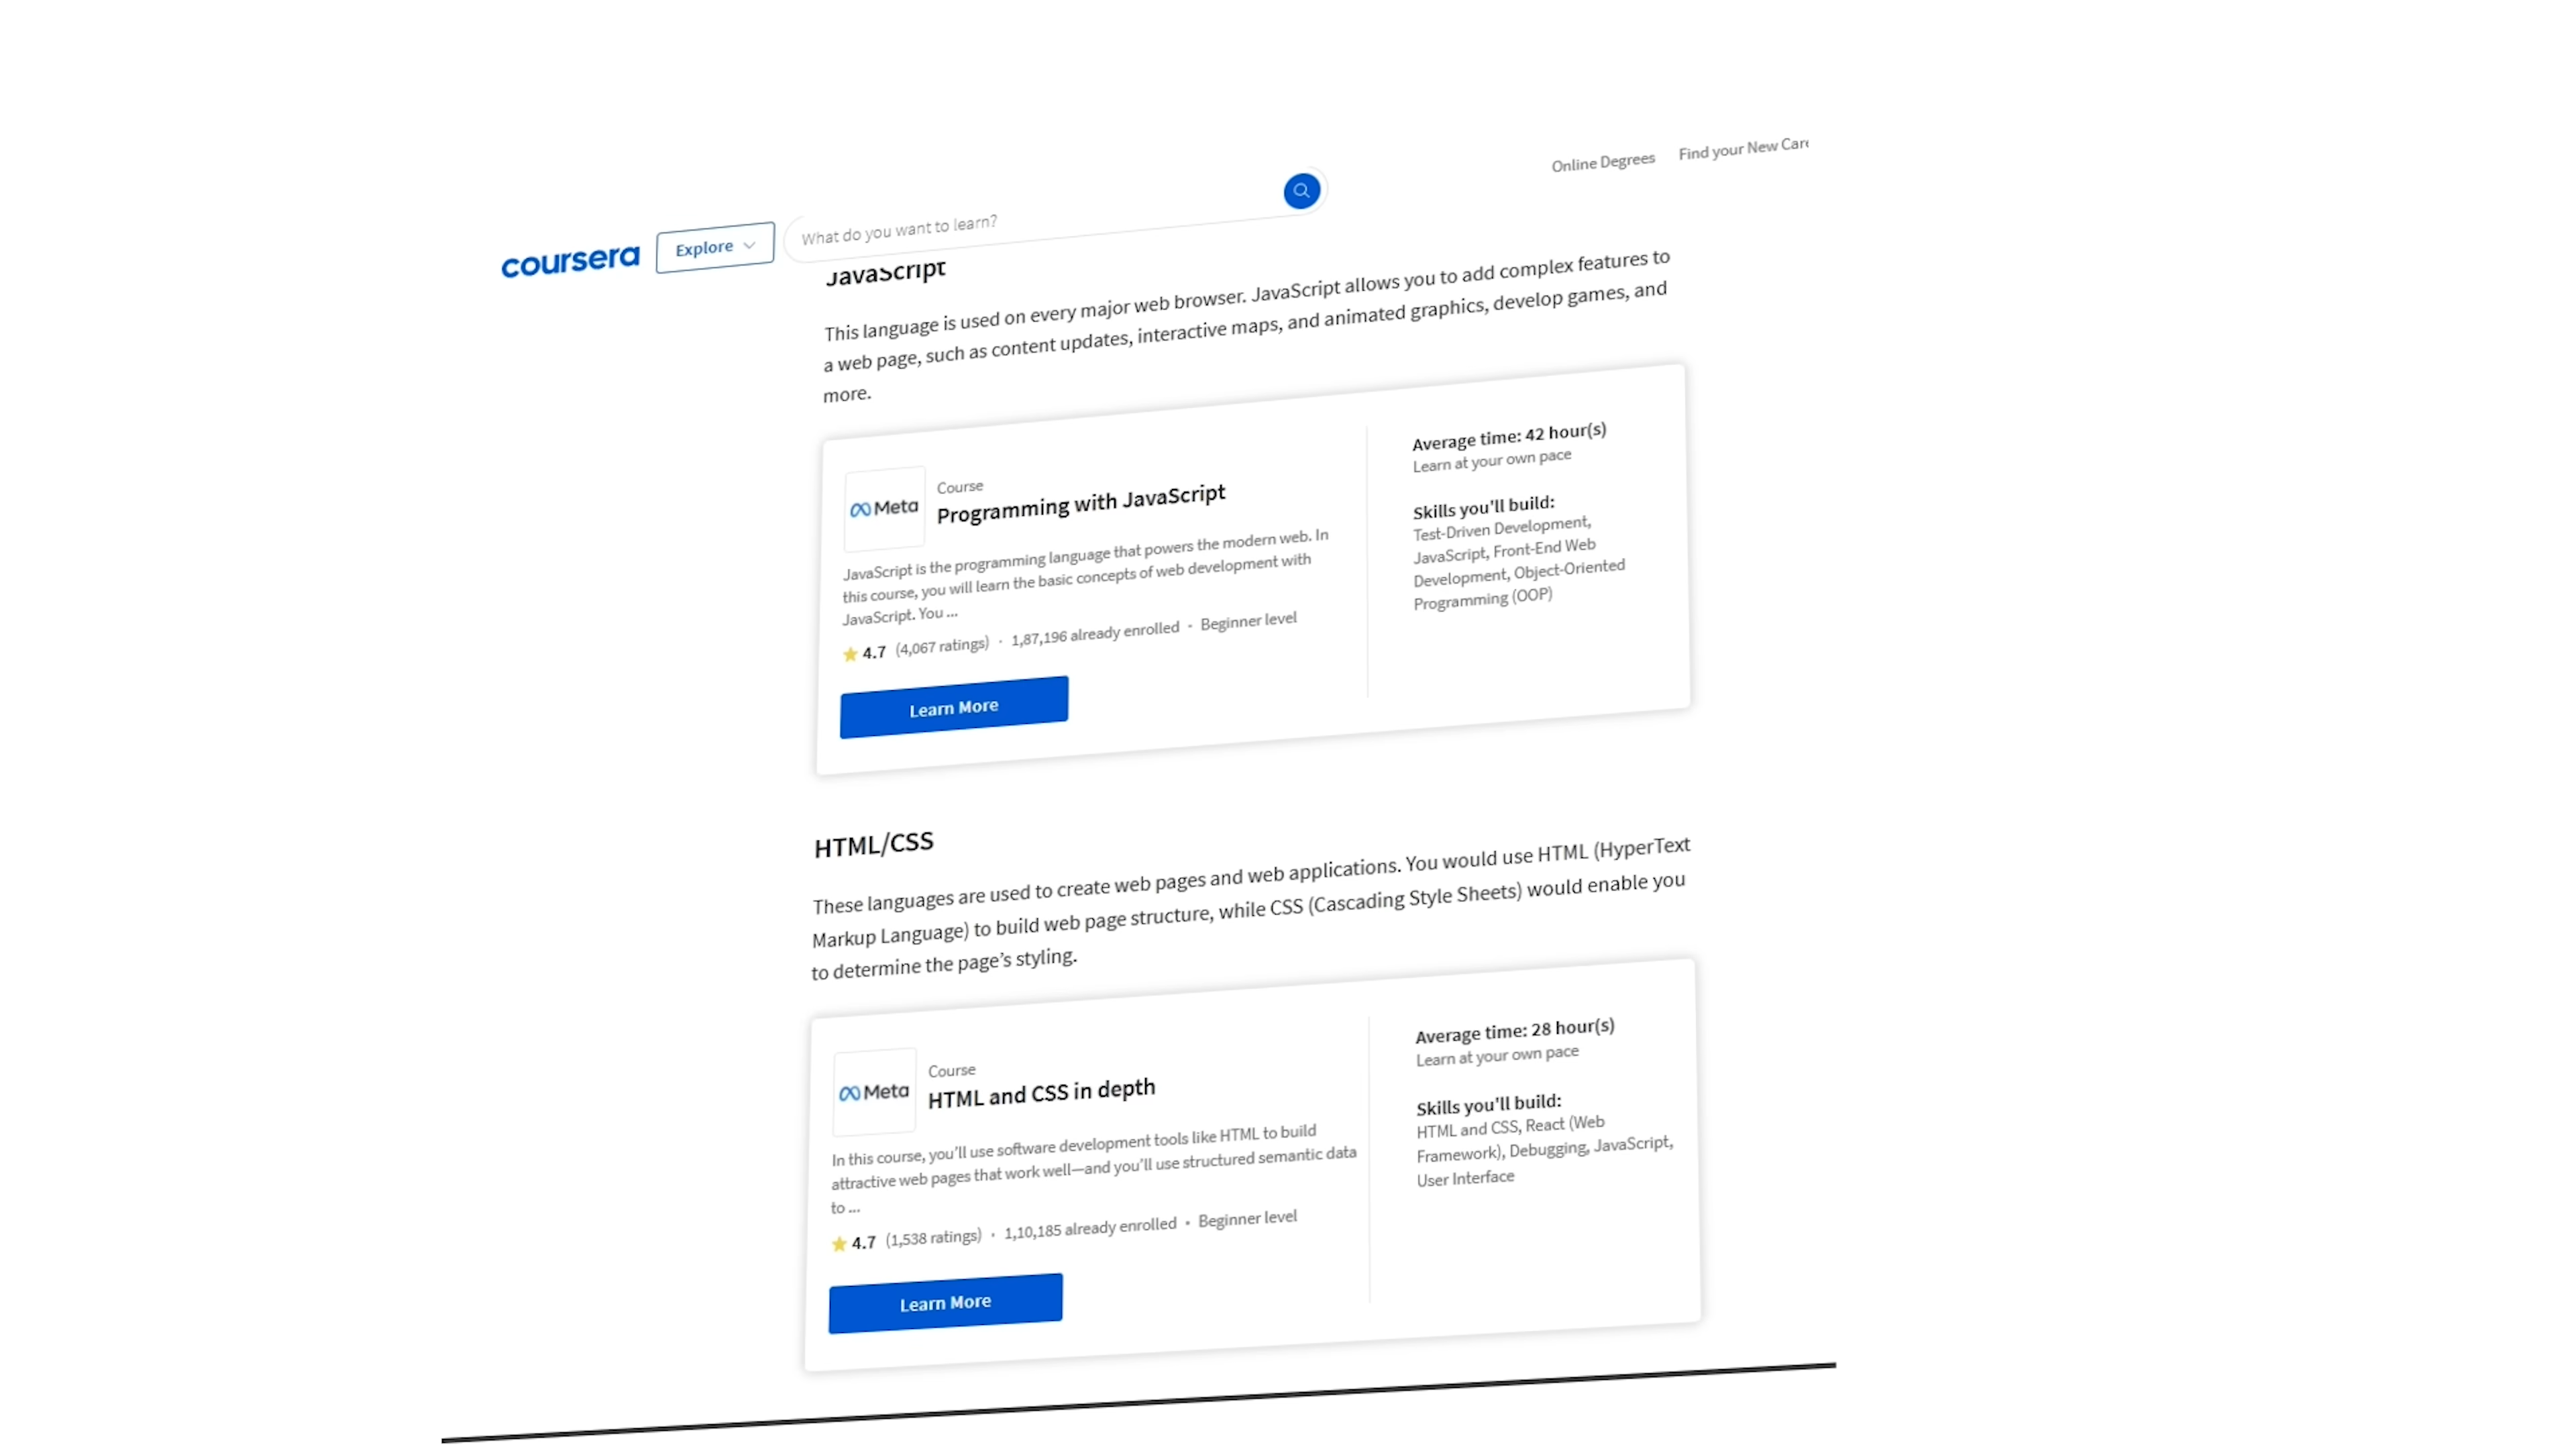 Online Degrees
Find your New
coursera
Explore
What do you want to learn?
JavaScript
This language is used on every major web browser. JavaScript allows you to add complex features to
a web page, such as content updates, interactive maps, and animated graphics, develop games, and
more.
Meta
Course
Programming with JavaScript
JavaScript is the programming language that powers the modern web. In
this course, you will learn the basic concepts of web development with
JavaScript. You ...
4.7 (4,067 ratings) · 1,87,196 already enrolled · Beginner level
Learn More
Average time: 42 hour(s)
Learn at your own pace
Skills you'll build:
Test-Driven Development,
JavaScript, Front-End Web
Development, Object-Oriented
Programming (OOP)
HTML/CSS
These languages are used to create web pages and web applications. You would use HTML (HyperText
Markup Language) to build web page structure, while CSS (Cascading Style Sheets) would enable you
to determine the page’s styling.
Meta
Course
HTML and CSS in depth
In this course, you’ll use software development tools like HTML to build
attractive web pages that work well—and you’ll use structured semantic data
to ...
4.7 (1,538 ratings) · 1,10,185 already enrolled · Beginner level
Learn More
Average time: 28 hour(s)
Learn at your own pace
Skills you'll build:
HTML and CSS, React (Web
Framework), Debugging, JavaScript,
User Interface